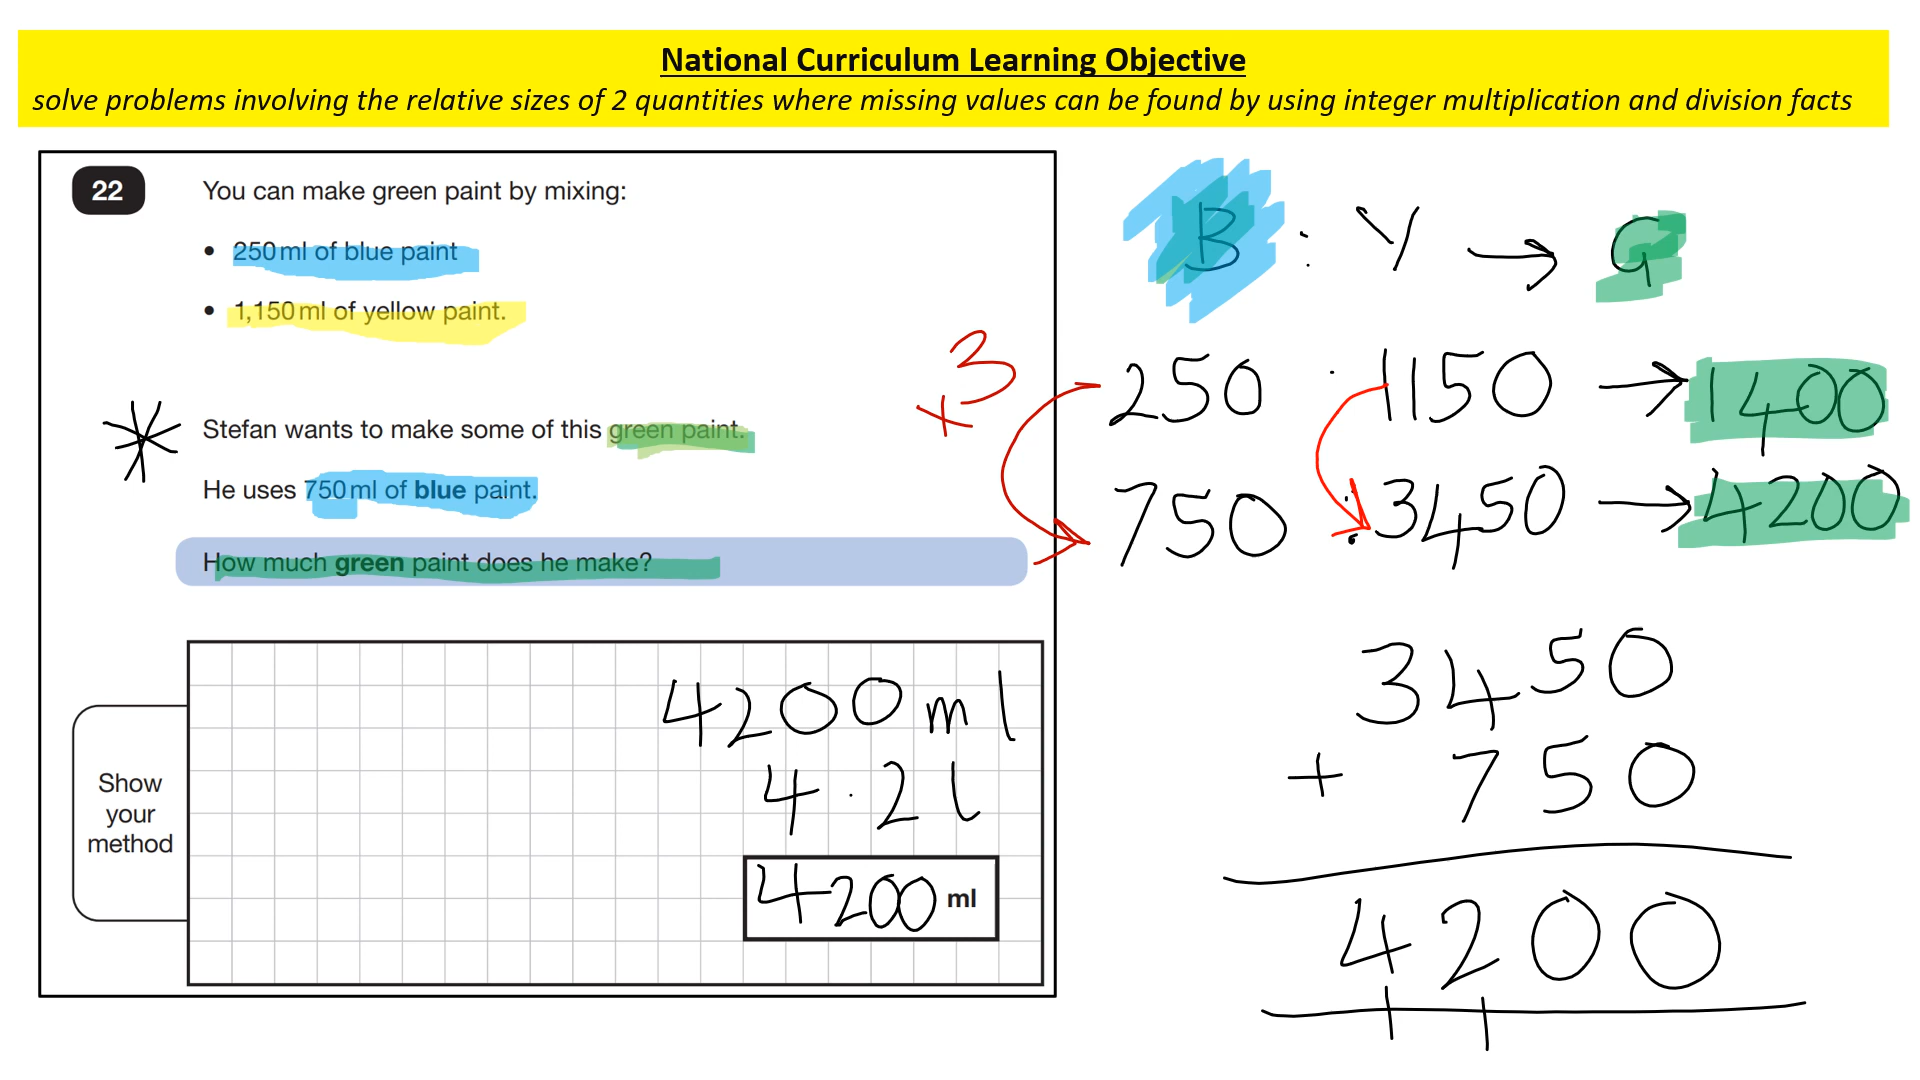 National Curriculum Learning Objective
solve problems involving the relative sizes of 2 quantities where missing values can be found by using integer multiplication and division facts
22 You can make green paint by mixing:
• 250 ml of blue paint
• 1,150 ml of yellow paint.
Stefan wants to make some of this green paint.
He uses 750 ml of blue paint.
How much green paint does he make?
Show
your
method
4200 ml
4.2 l
4200 ml
B : Y → G
×3
250 : 1150 → 1400
750 : 3450 → 4200
3450
+ 750
4200
1 1